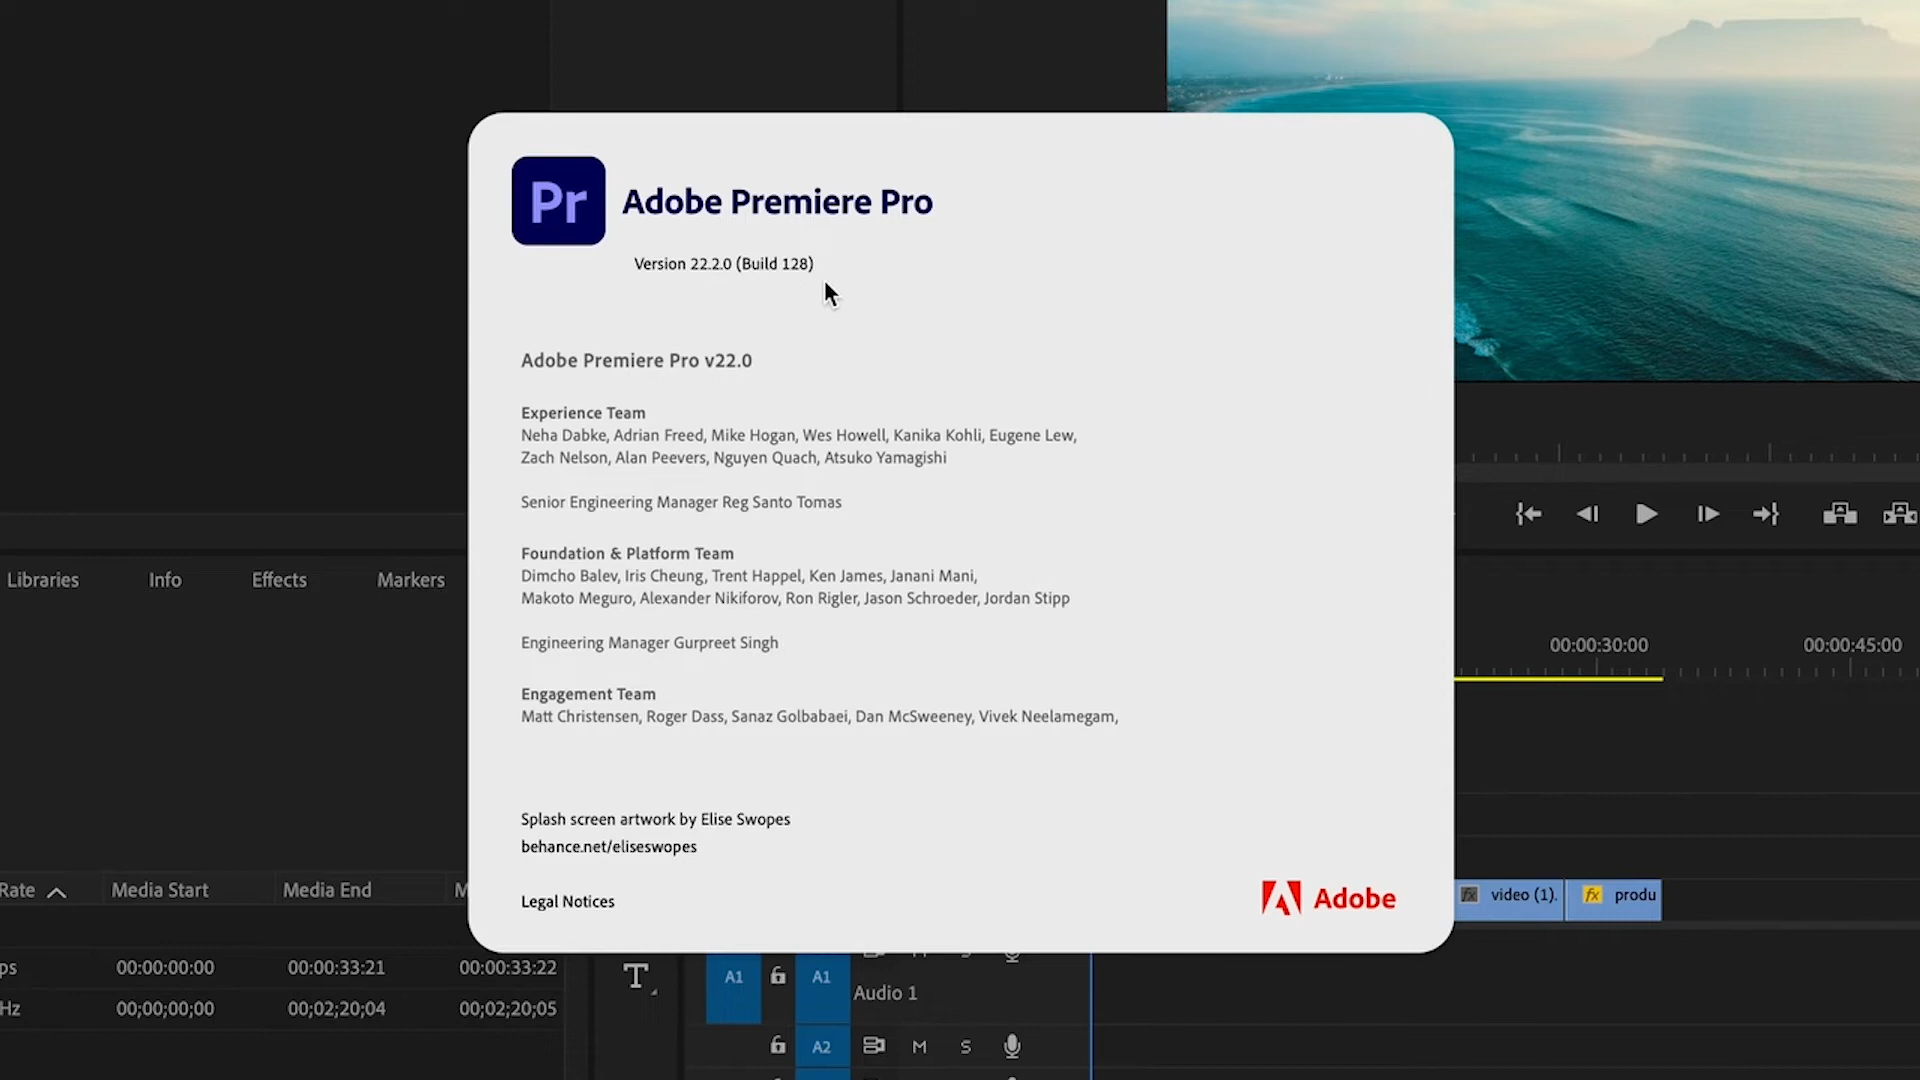 Pr
Adobe Premiere Pro
Version 22.2.0 (Build 128)
Adobe Premiere Pro v22.0
Experience Team
Neha Dabke, Adrian Freed, Mike Hogan, Wes Howell, Kanika Kohli, Eugene Lew,
Zach Nelson, Alan Peevers, Nguyen Quach, Atsuko Yamagishi
Senior Engineering Manager Reg Santo Tomas
Foundation & Platform Team
Dimcho Balev, Iris Cheung, Trent Happel, Ken James, Janani Mani,
Makoto Meguro, Alexander Nikiforov, Ron Rigler, Jason Schroeder, Jordan Stipp
Engineering Manager Gurpreet Singh
Engagement Team
Matt Christensen, Roger Dass, Sanaz Golbabaei, Dan McSweeney, Vivek Neelamegam,
Splash screen artwork by Elise Swopes
behance.net/eliseswopes
Legal Notices
Adobe
Libraries Info Effects Markers
00:00:30:00 00:00:45:00
Rate Media Start Media End M
ps 00:00:00:00 00:00:33:21 00:00:33:22
Hz 00;00;00;00 00;02;20;04 00;02;20;05
fx video (1). fx produ
T
A1 A1 Audio 1
A2 M S